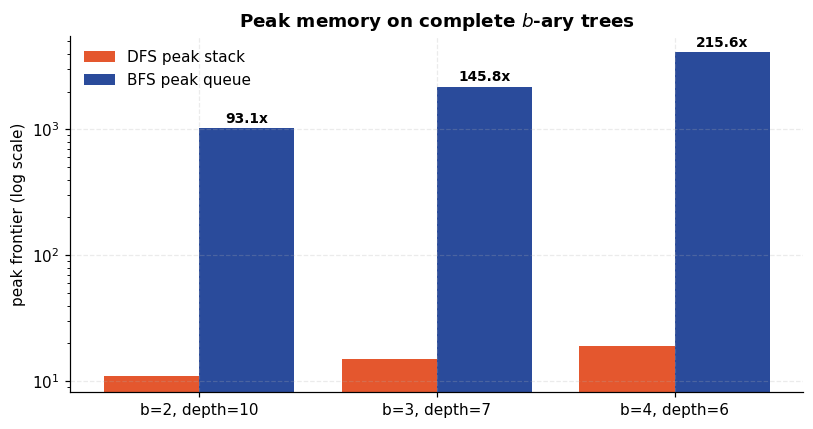 Peak memory on complete b-ary trees
DFS peak stack
BFS peak queue
93.1x
145.8x
215.6x
peak frontier (log scale)
10³
10²
10¹
b=2, depth=10
b=3, depth=7
b=4, depth=6